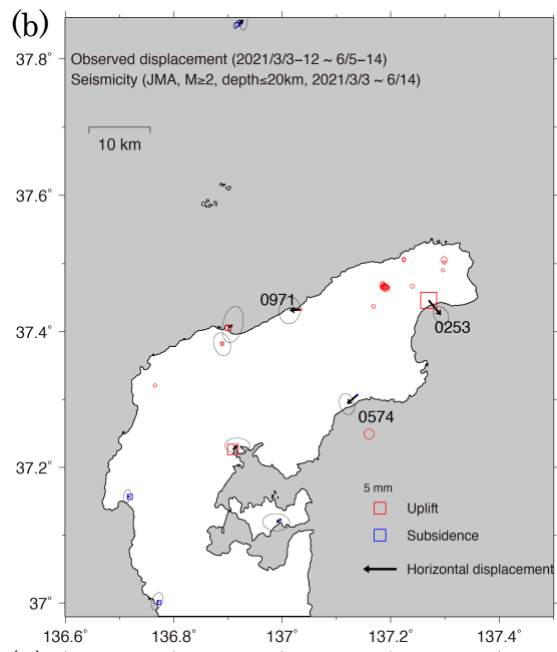 (b)
37.8°
Observed displacement (2021/3/3−12 ~ 6/5−14)
Seismicity (JMA, M≥2, depth≤20km, 2021/3/3 ~ 6/14)
10 km
37.6°
0971
37.4°
0253
0574
37.2°
5 mm
Uplift
Subsidence
Horizontal displacement
37°
136.6° 136.8° 137° 137.2° 137.4°